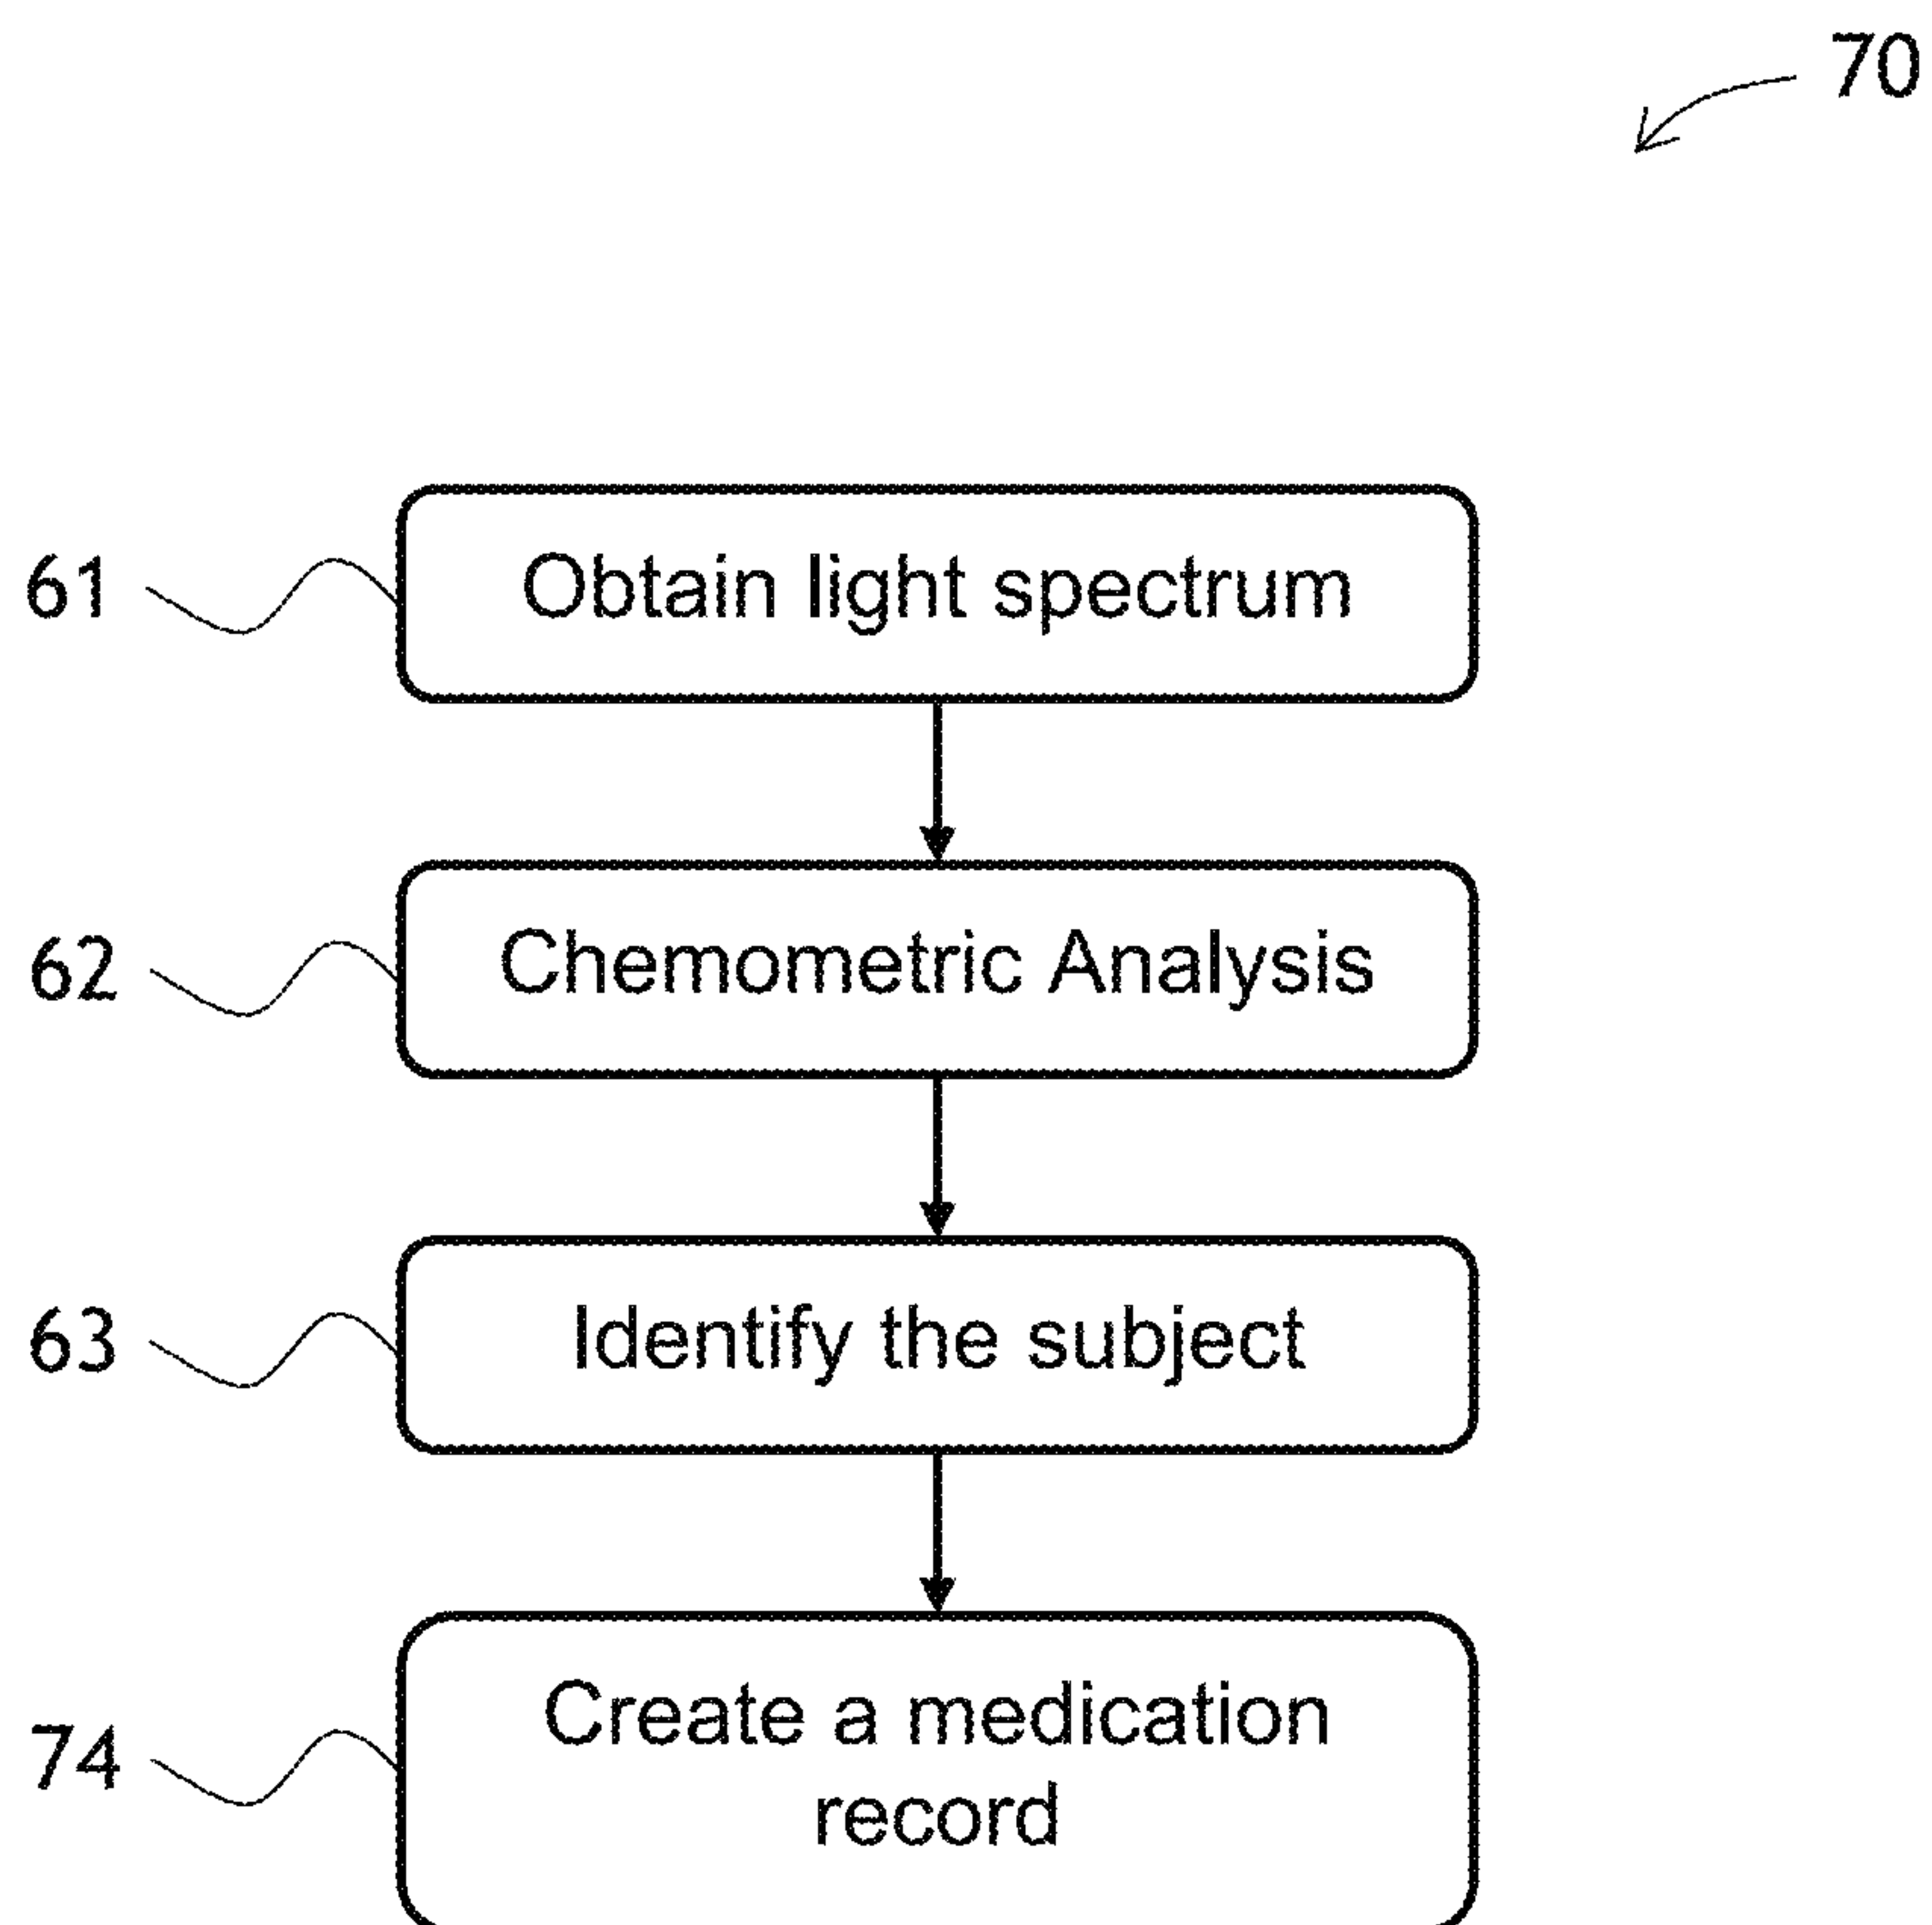 70
61
Obtain light spectrum
62
Chemometric Analysis
63
Identify the subject
74
Create a medication
record